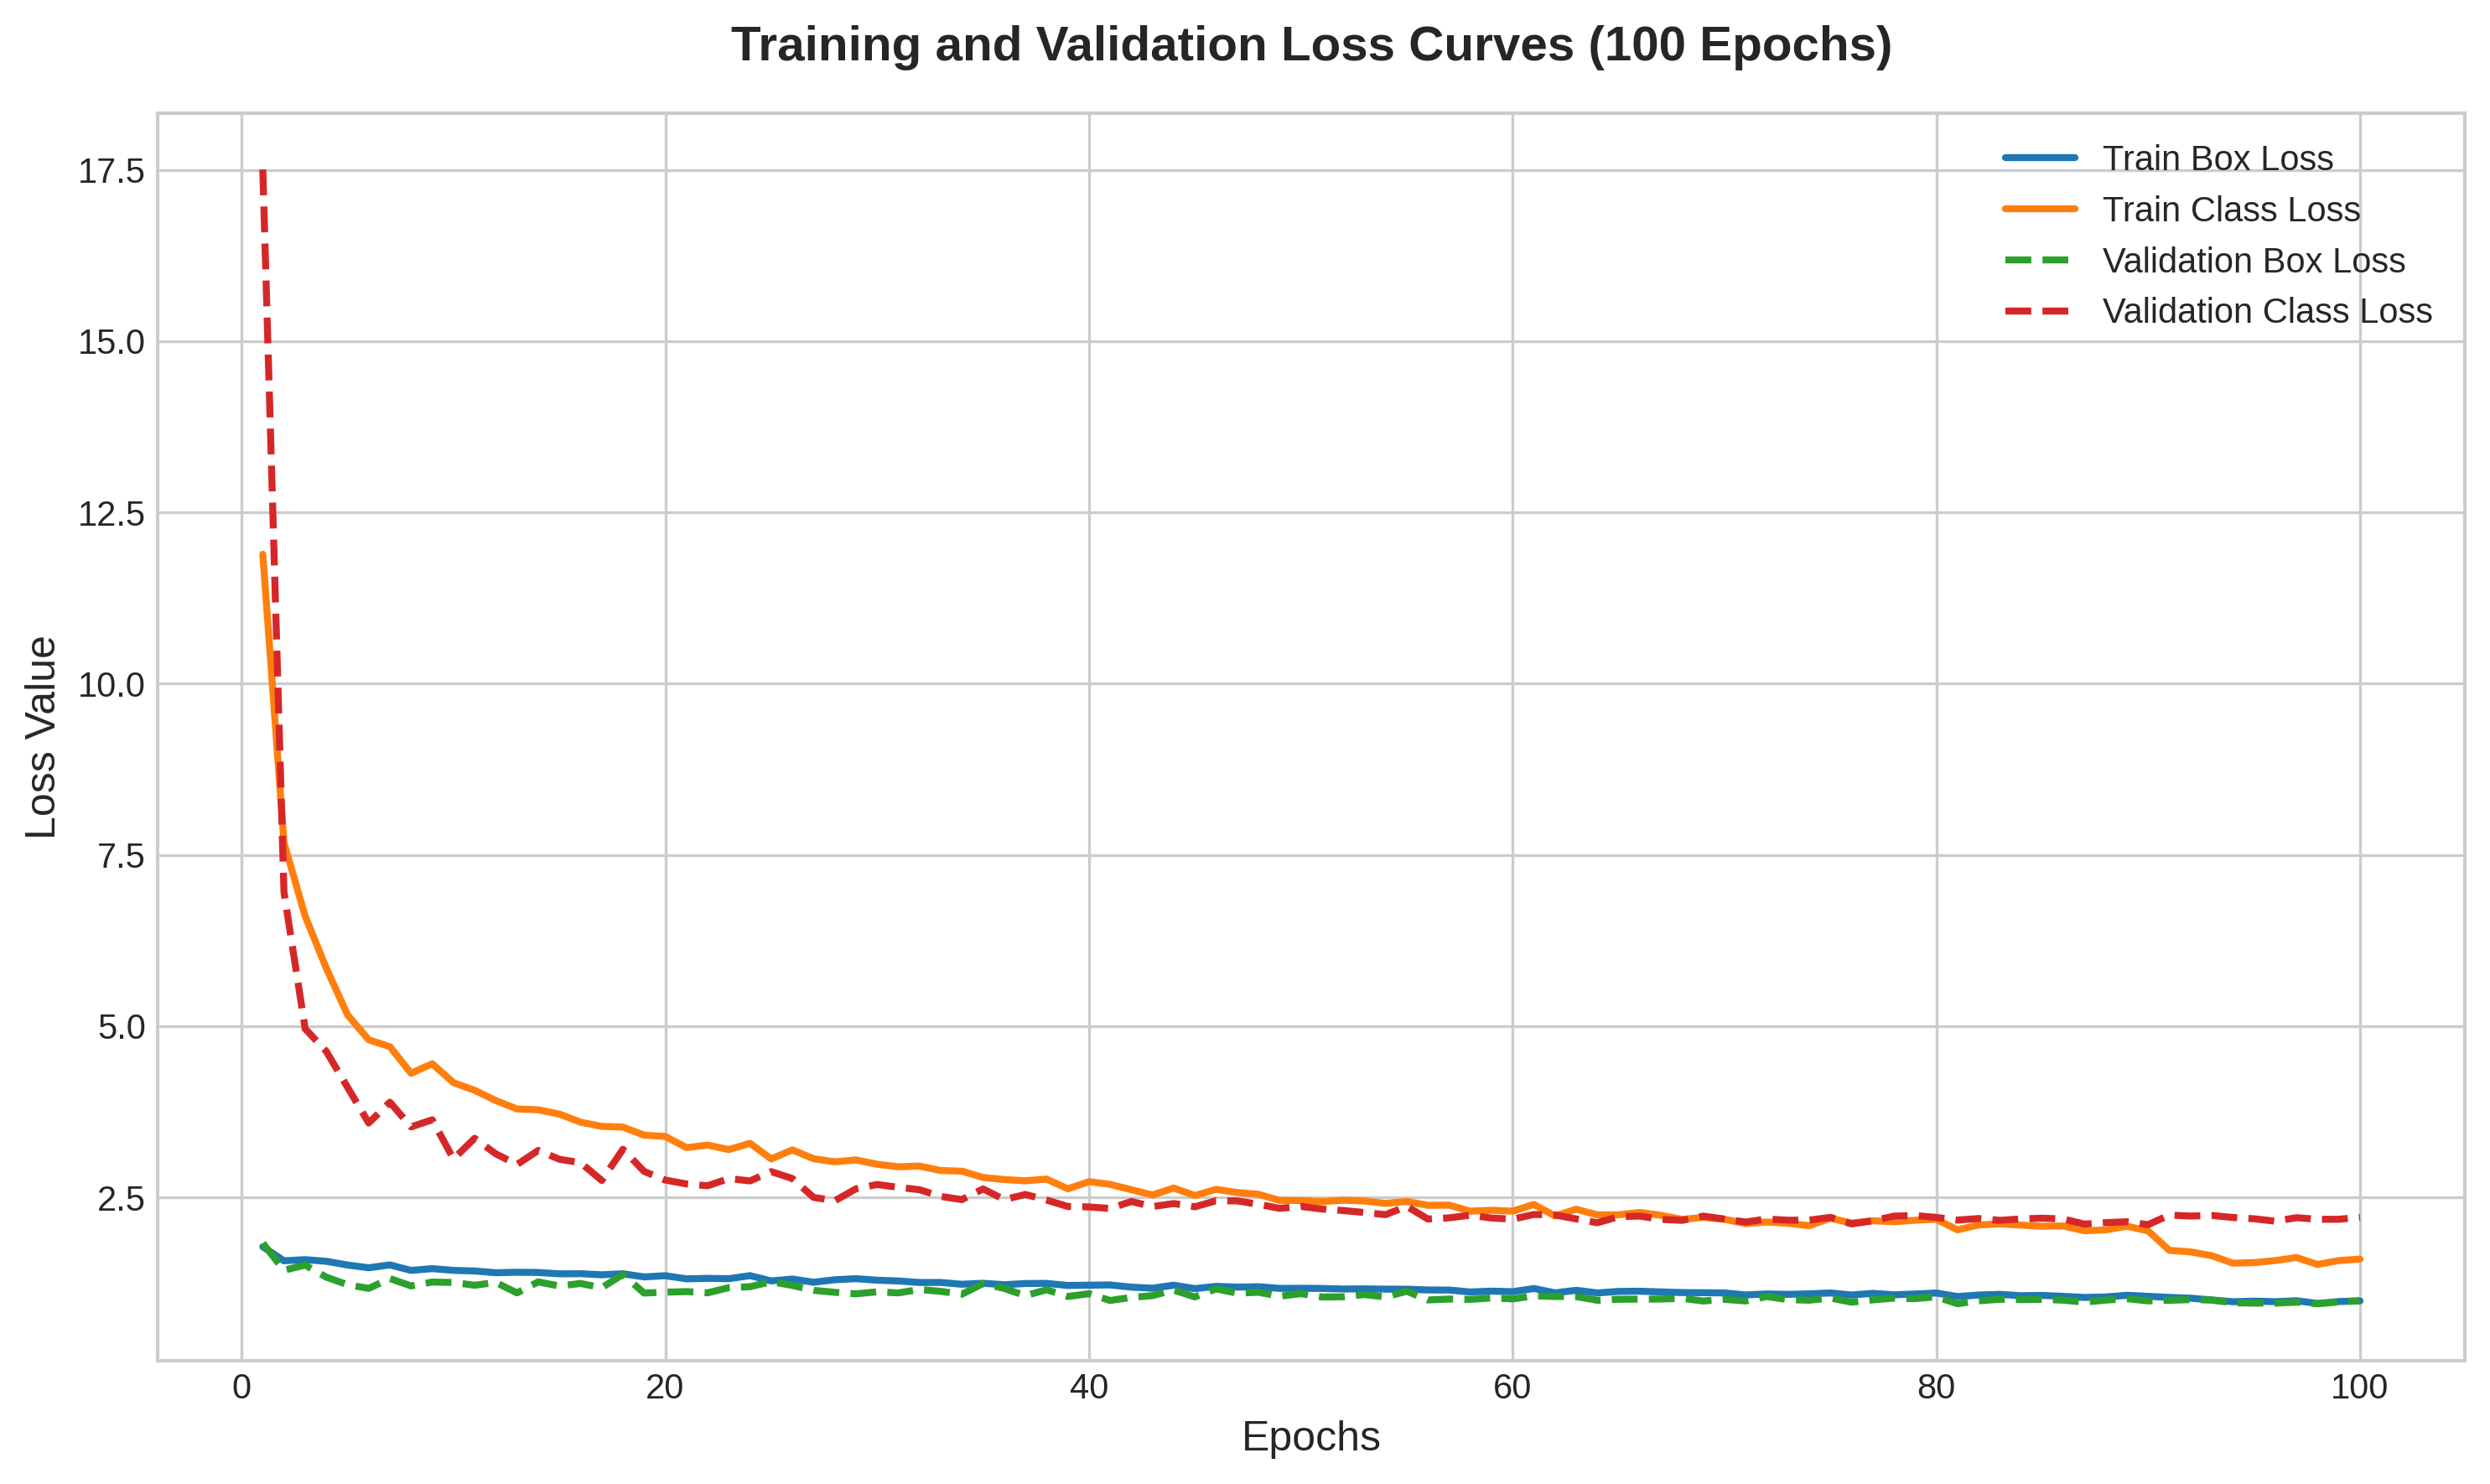 Training and Validation Loss Curves (100 Epochs)
Train Box Loss
Train Class Loss
Validation Box Loss
Validation Class Loss
Loss Value
17.5
15.0
12.5
10.0
7.5
5.0
2.5
0 20 40 60 80 100
Epochs